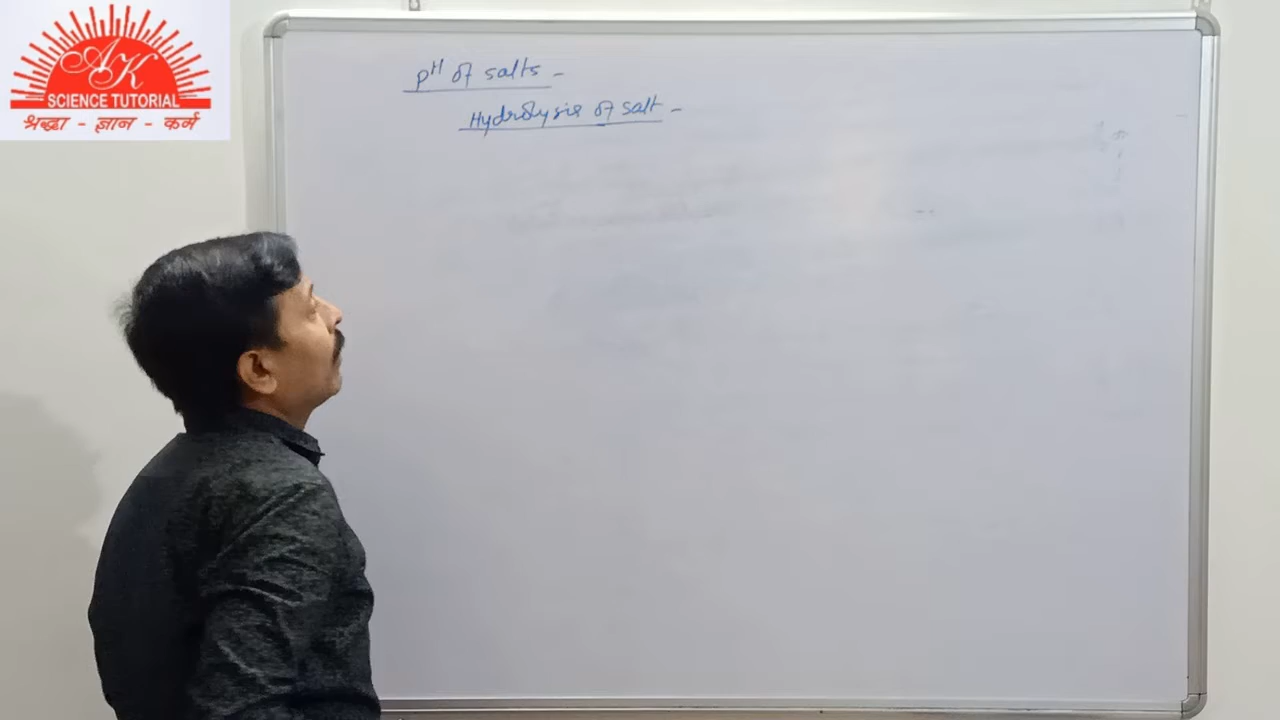 AK
SCIENCE TUTORIAL
श्रद्धा - ज्ञान - कर्म
pH of salts -
Hydrolysis of salt -